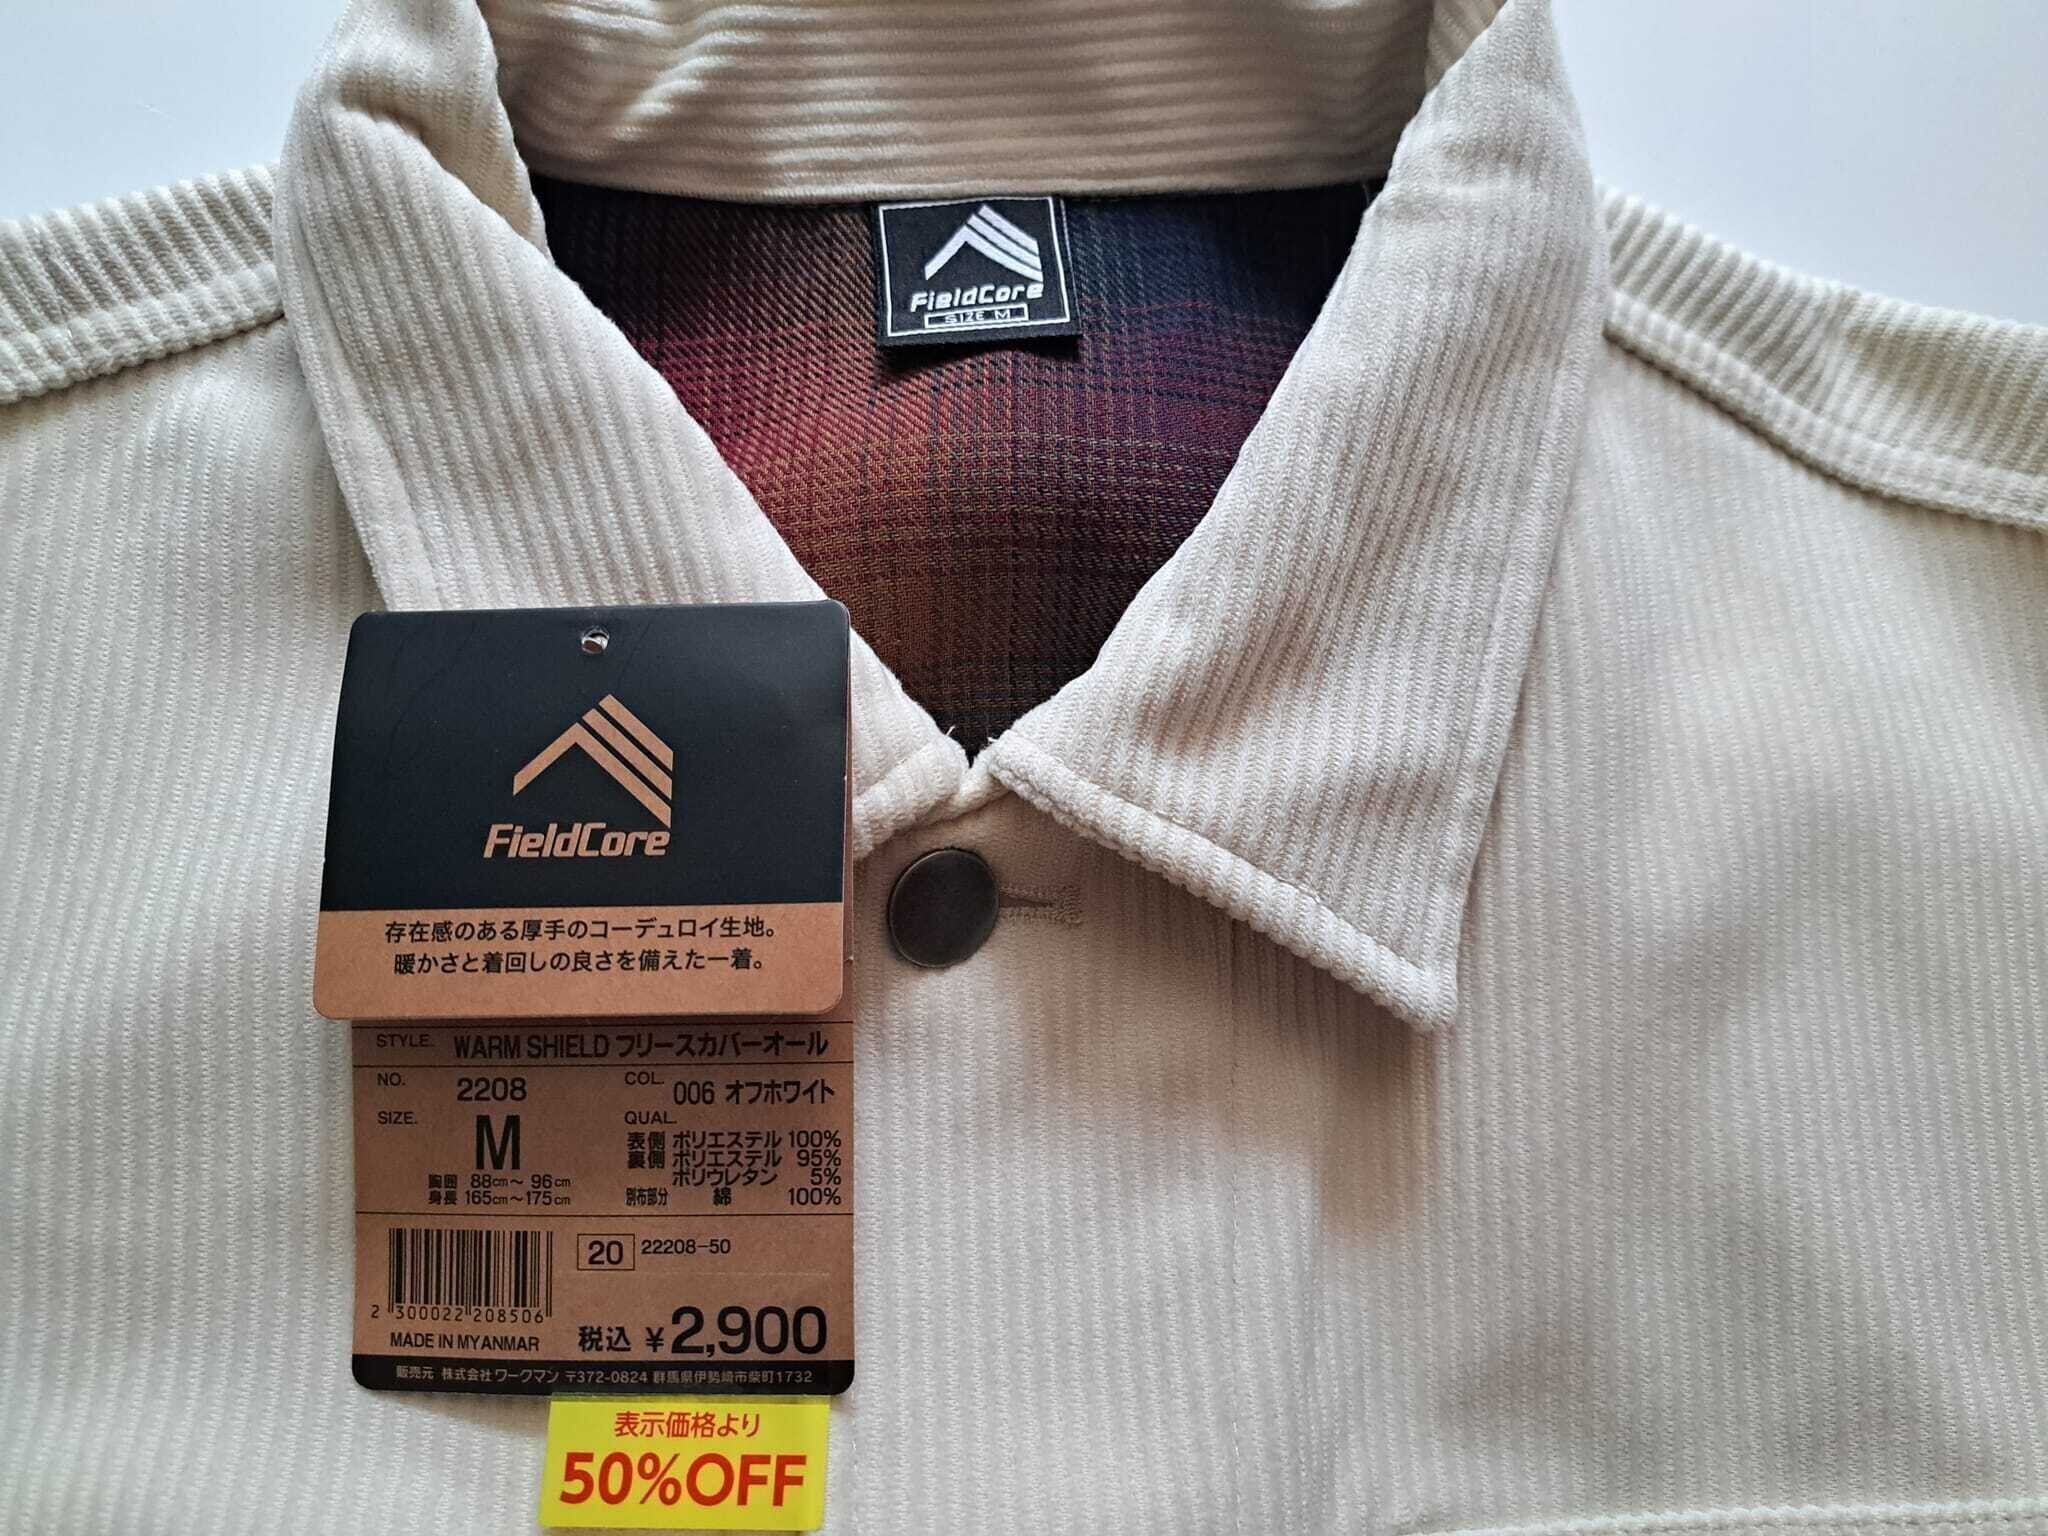 FieldCore
SIZE M
FieldCore
存在感のある厚手のコーデュロイ生地。
暖かさと着回しの良さを備えた一着。
STYLE. WARM SHIELD フリースカバーオール
NO. 2208
COL. 006 オフホワイト
SIZE. M
胸囲 88cm～ 96cm
身長 165cm～175cm
QUAL.
表側 ポリエステル 100%
裏側 ポリエステル 95%
ポリウレタン 5%
別布部分 綿 100%
20 22208-50
2 300022 208506
MADE IN MYANMAR
税込 ¥2,900
販売元 株式会社 ワークマン 〒372-0824 群馬県伊勢崎市柴町1732
表示価格より
50%OFF